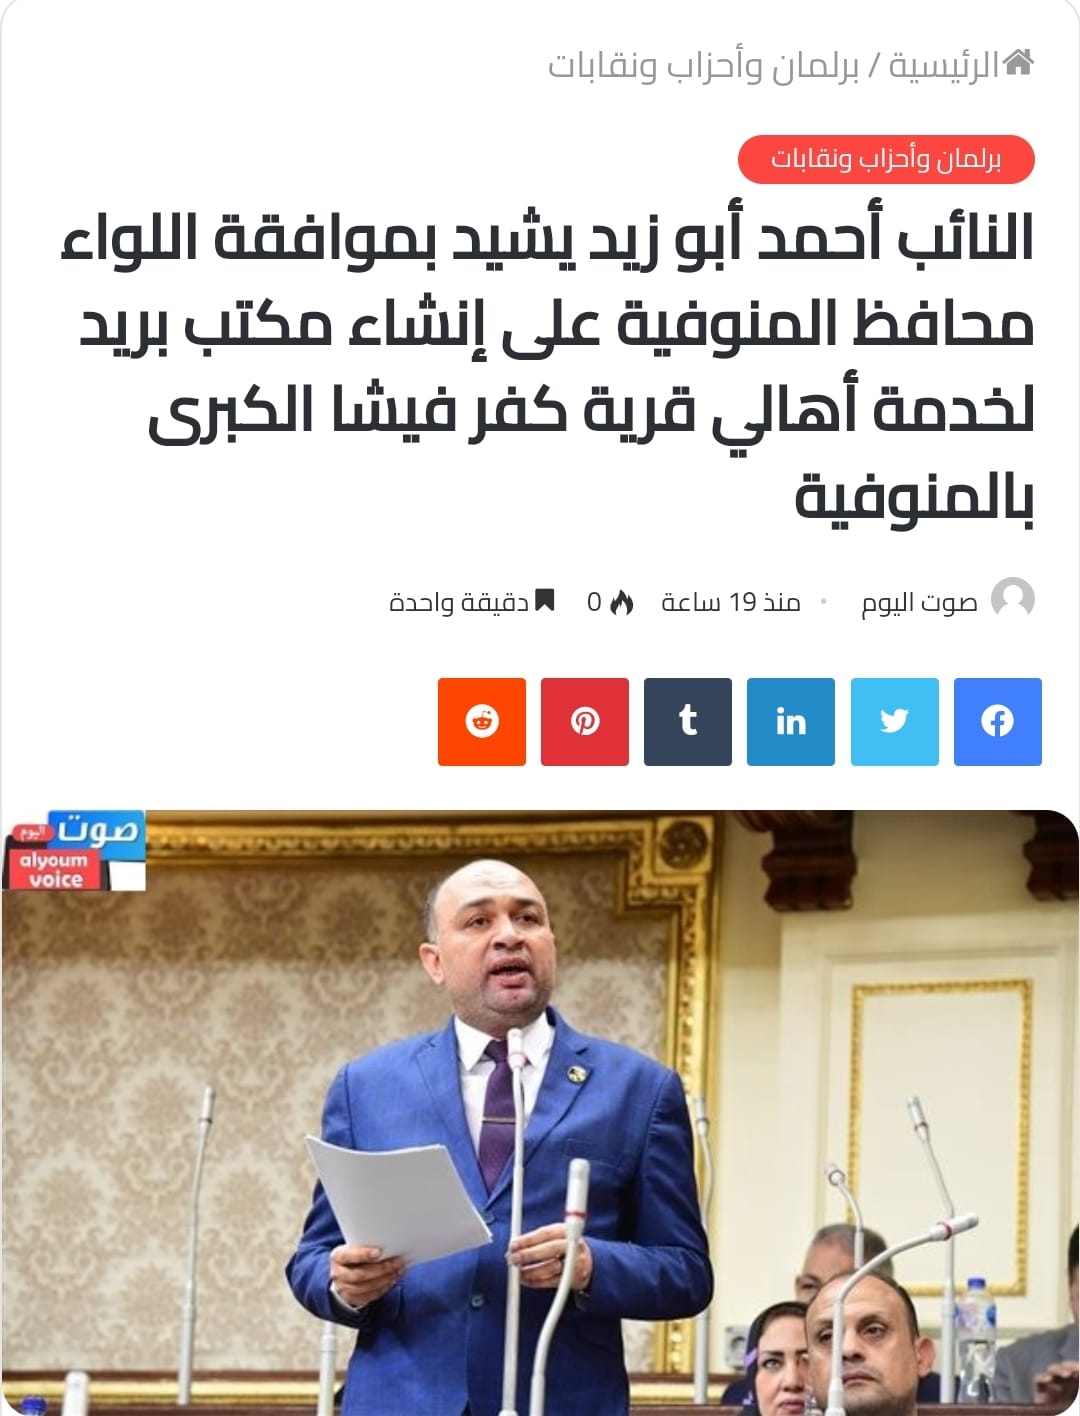 الرئيسية / برلمان وأحزاب ونقابات
برلمان وأحزاب ونقابات
النائب أحمد أبو زيد يشيد بموافقة اللواء
محافظ المنوفية على إنشاء مكتب بريد
لخدمة أهالي قرية كفر فيشا الكبرى
بالمنوفية
صوت اليوم • منذ 19 ساعة 0 دقيقة واحدة
صوت اليوم
alyoum
voice